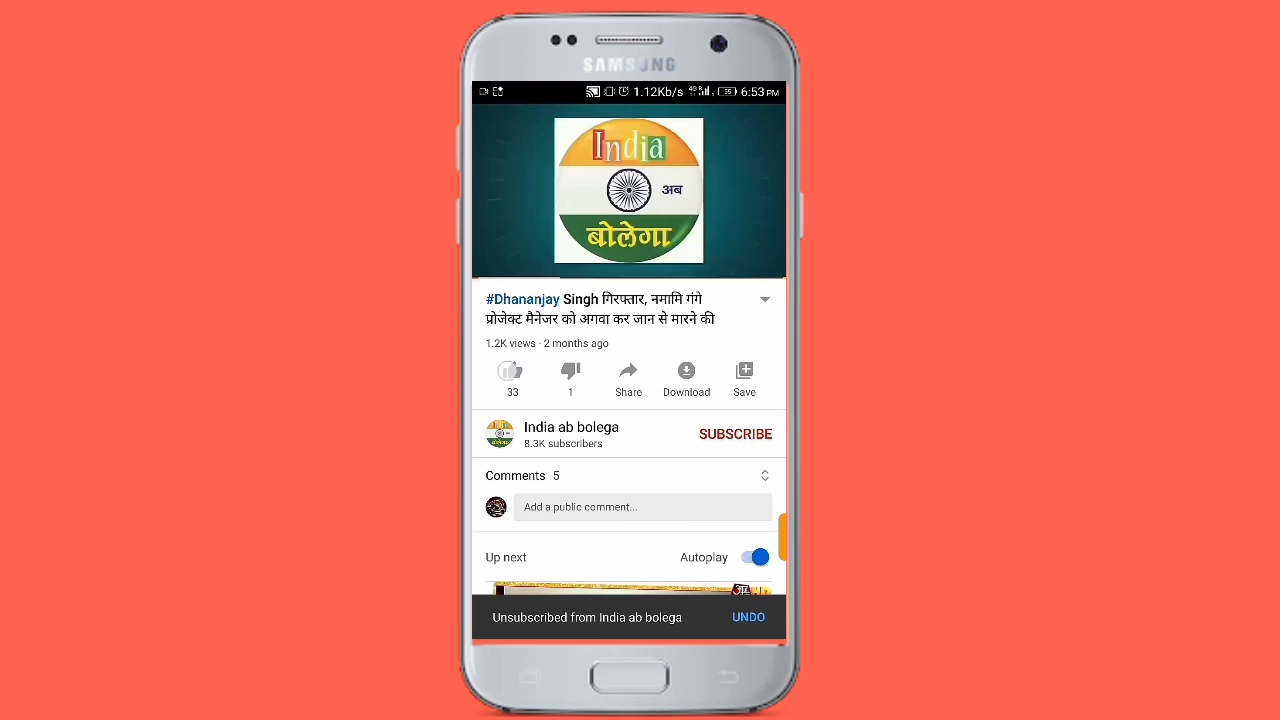 SAMSUNG
1.12Kb/s 4G R 35 6:53 PM
India
अब
बोलेगा
#Dhananjay Singh गिरफ्तार, नमामि गंगे
प्रोजेक्ट मैनेजर को अगवा कर जान से मारने की
1.2K views · 2 months ago
33 1 Share Download Save
India ab bolega
8.3K subscribers
SUBSCRIBE
Comments 5
Add a public comment...
Up next Autoplay
Unsubscribed from India ab bolega UNDO